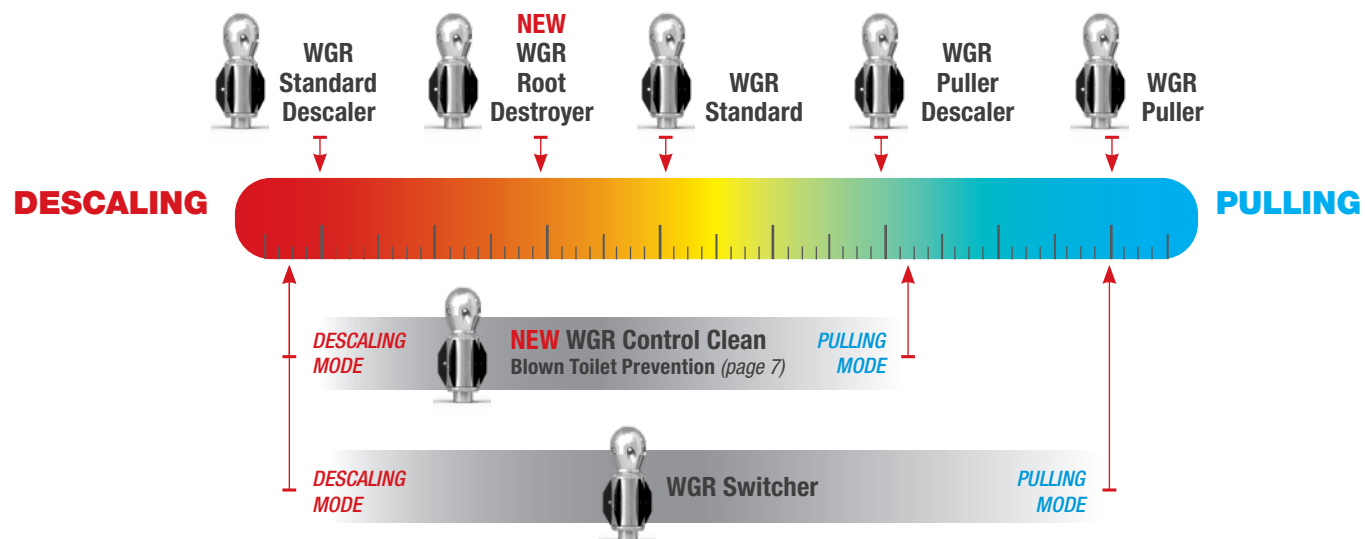 WGR
Standard
Descaler
NEW
WGR
Root
Destroyer
WGR
Standard
WGR
Puller
Descaler
WGR
Puller
DESCALING
PULLING
DESCALING
MODE
NEW WGR Control Clean
Blown Toilet Prevention (page 7)
PULLING
MODE
DESCALING
MODE
WGR Switcher
PULLING
MODE